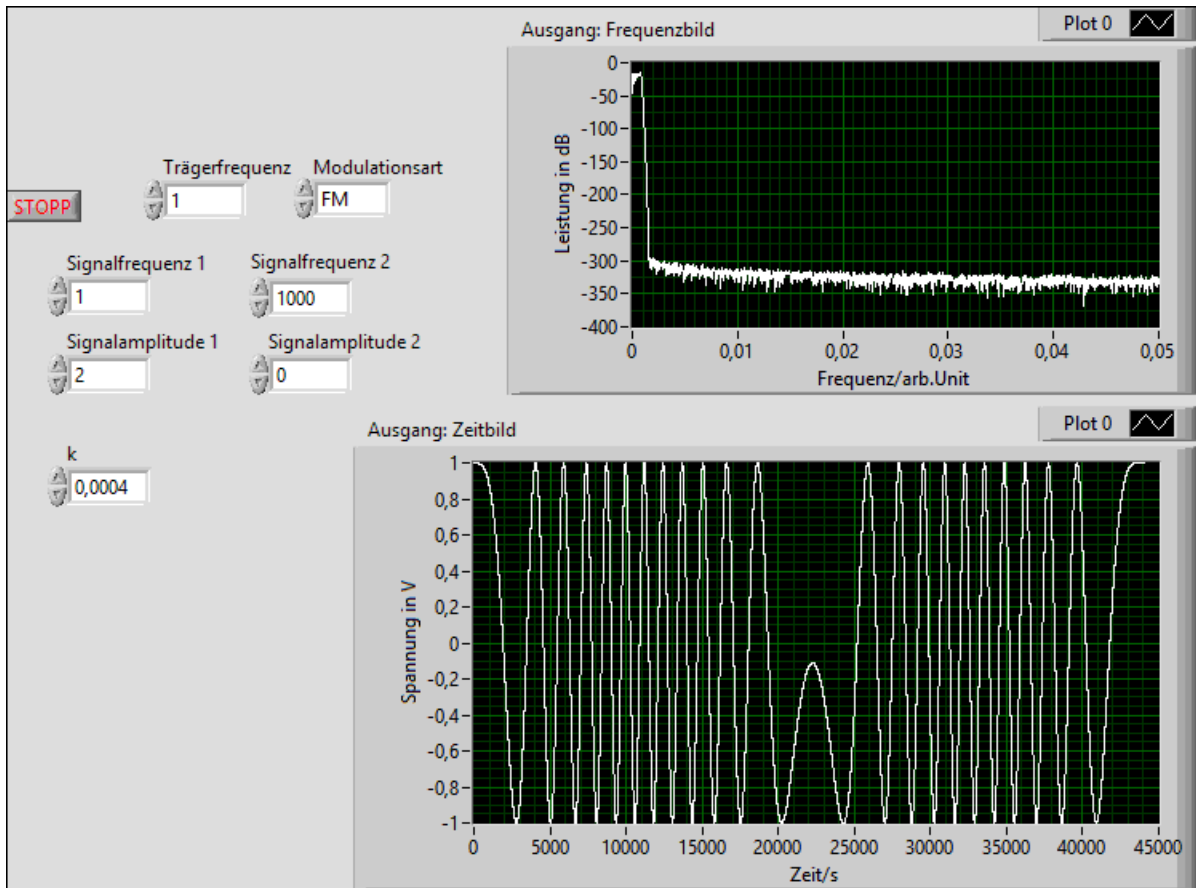 Ausgang: Frequenzbild
Plot 0
0
-50
-100
-150
-200
-250
-300
-350
-400
Leistung in dB
0 0,01 0,02 0,03 0,04 0,05
Frequenz/arb.Unit
Trägerfrequenz Modulationsart
STOPP
1 FM
Signalfrequenz 1 Signalfrequenz 2
1 1000
Signalamplitude 1 Signalamplitude 2
2 0
k
0,0004
Ausgang: Zeitbild
Plot 0
1
0,8
0,6
0,4
0,2
0
-0,2
-0,4
-0,6
-0,8
-1
Spannung in V
0 5000 10000 15000 20000 25000 30000 35000 40000 45000
Zeit/s